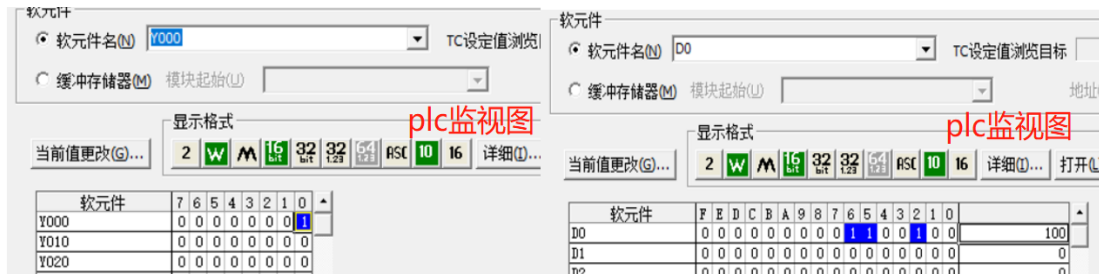 软元件
软元件名(N) Y000 TC设定值浏览
缓冲存储器(M) 模块起始(U)
plc监视图
显示格式
当前值更改(G)... 2 W M 16 bit 32 bit 32 1.23 64 1.23 ASC 10 16 详细(I)...
软元件 7 6 5 4 3 2 1 0
Y000 0 0 0 0 0 0 0 1
Y010 0 0 0 0 0 0 0 0
Y020 0 0 0 0 0 0 0 0
软元件
软元件名(N) D0 TC设定值浏览目标
缓冲存储器(M) 模块起始(U) 地址
plc监视图
显示格式
当前值更改(G)... 2 W M 16 bit 32 bit 32 1.23 64 1.23 ASC 10 16 详细(I)... 打开(L
软元件 F E D C B A 9 8 7 6 5 4 3 2 1 0
D0 0 0 0 0 0 0 0 0 0 1 1 0 0 1 0 0 100
D1 0 0 0 0 0 0 0 0 0 0 0 0 0 0 0 0 0